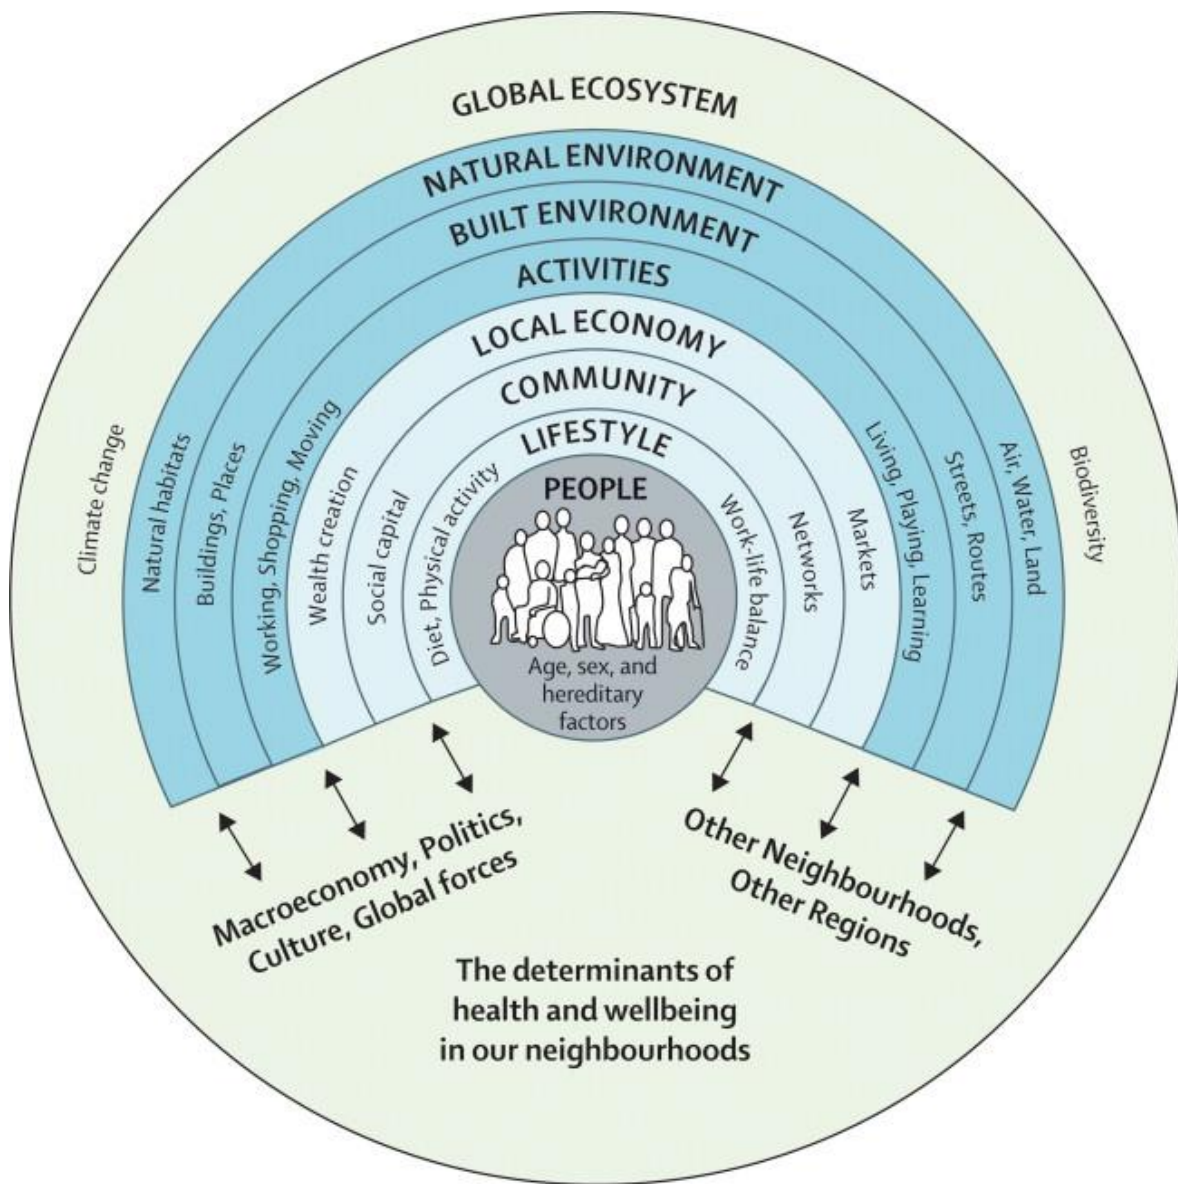 GLOBAL ECOSYSTEM
NATURAL ENVIRONMENT
BUILT ENVIRONMENT
ACTIVITIES
LOCAL ECONOMY
COMMUNITY
LIFESTYLE
PEOPLE
Age, sex, and
hereditary
factors
Climate change
Natural habitats
Buildings, Places
Working, Shopping, Moving
Wealth creation
Social capital
Diet, Physical activity
Work-life balance
Networks
Markets
Living, Playing, Learning
Streets, Routes
Air, Water, Land
Biodiversity
Macroeconomy, Politics,
Culture, Global forces
Other Neighbourhoods,
Other Regions
The determinants of
health and wellbeing
in our neighbourhoods